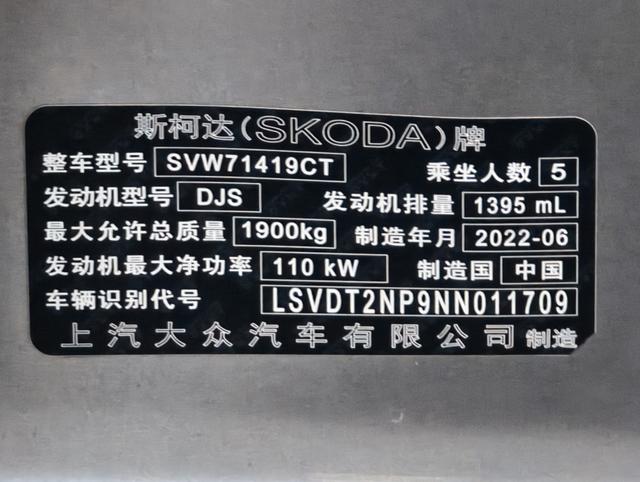 斯柯达(SKODA)牌
整车型号 SVW71419CT 乘坐人数 5
发动机型号 DJS 发动机排量 1395 mL
最大允许总质量 1900kg 制造年月 2022-06
发动机最大净功率 110 kW 制造国 中国
车辆识别代号 LSVDT2NP9NN011709
上汽大众汽车有限公司 制造